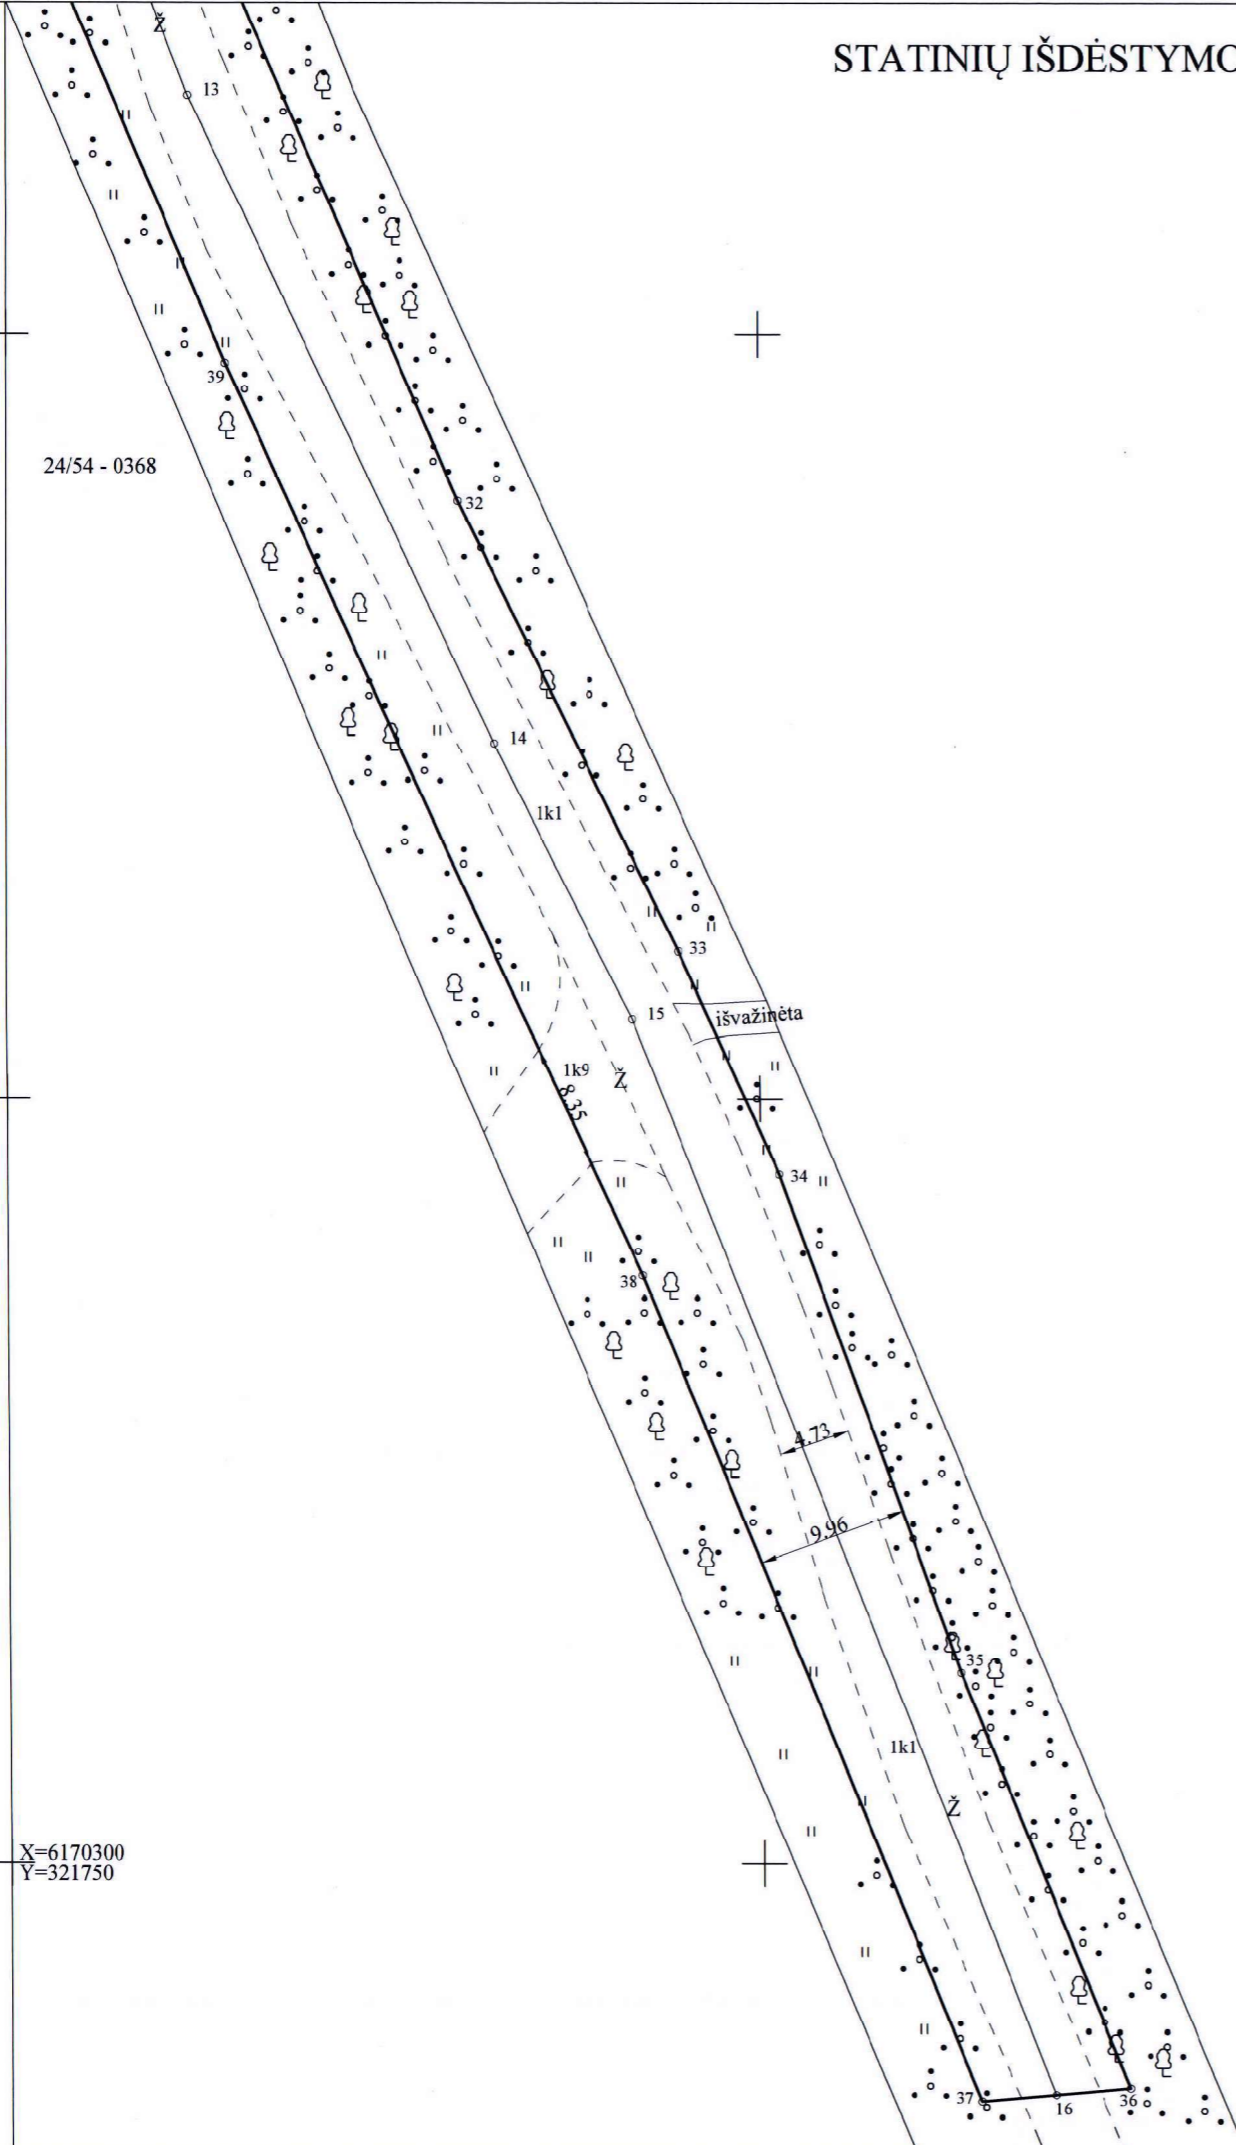 STATINIŲ IŠDĖSTYMO
Ž
13
39
24/54 - 0368
32
14
1k1
33
15
išvažinėta
1k9
Ž
8.35
34
38
4.73
9.96
35
1k1
Ž
X=6170300
Y=321750
37
16
36